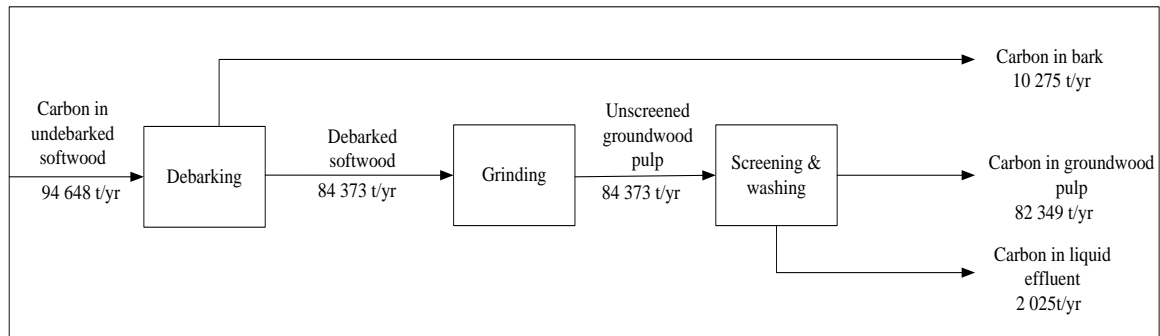 Carbon in bark
10 275 t/yr
Carbon in
undebarked
softwood
94 648 t/yr
Debarking
Debarked
softwood
84 373 t/yr
Grinding
Unscreened
groundwood
pulp
84 373 t/yr
Screening &
washing
Carbon in groundwood
pulp
82 349 t/yr
Carbon in liquid
effluent
2 025t/yr